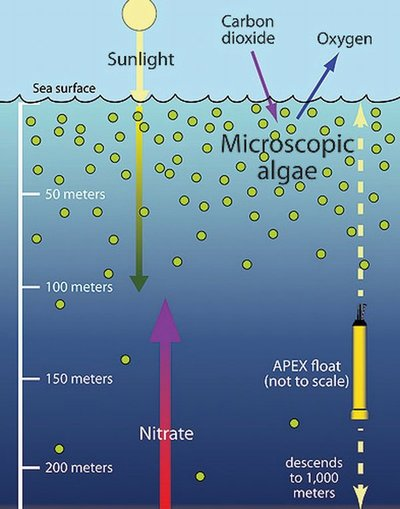 Sunlight
Carbon
dioxide
Oxygen
Sea surface
Microscopic
algae
50 meters
100 meters
150 meters
200 meters
Nitrate
APEX float
(not to scale)
descends
to 1,000
meters